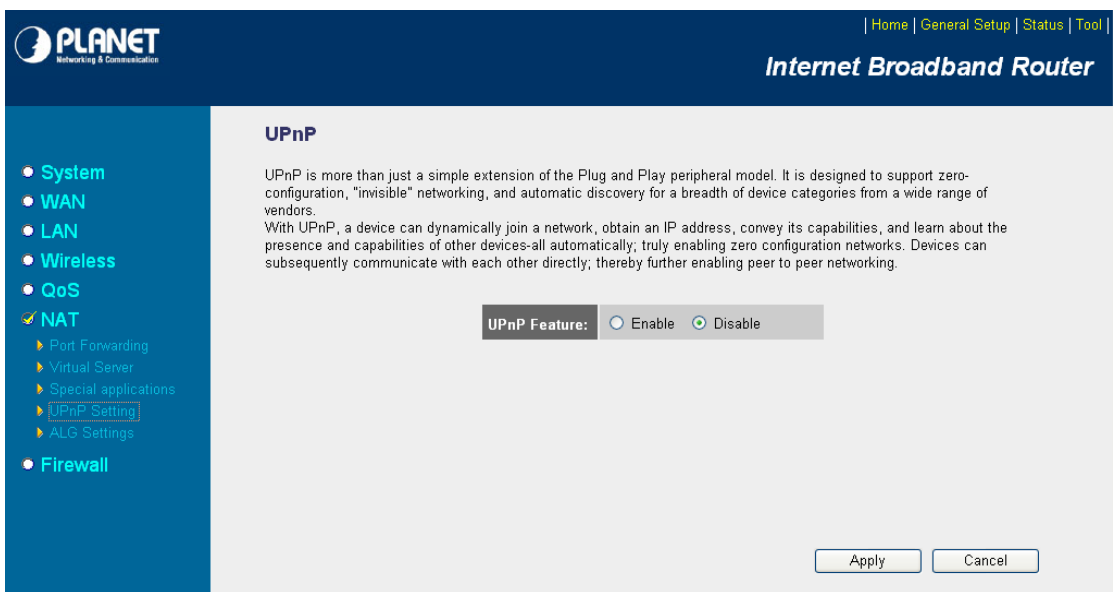 PLANET
Networking & Communication
| Home | General Setup | Status | Tool |
Internet Broadband Router
System
WAN
LAN
Wireless
QoS
NAT
Port Forwarding
Virtual Server
Special applications
UPnP Setting
ALG Settings
Firewall
UPnP
UPnP is more than just a simple extension of the Plug and Play peripheral model. It is designed to support zero-
configuration, "invisible" networking, and automatic discovery for a breadth of device categories from a wide range of
vendors.
With UPnP, a device can dynamically join a network, obtain an IP address, convey its capabilities, and learn about the
presence and capabilities of other devices-all automatically; truly enabling zero configuration networks. Devices can
subsequently communicate with each other directly; thereby further enabling peer to peer networking.
UPnP Feature: Enable Disable
Apply Cancel